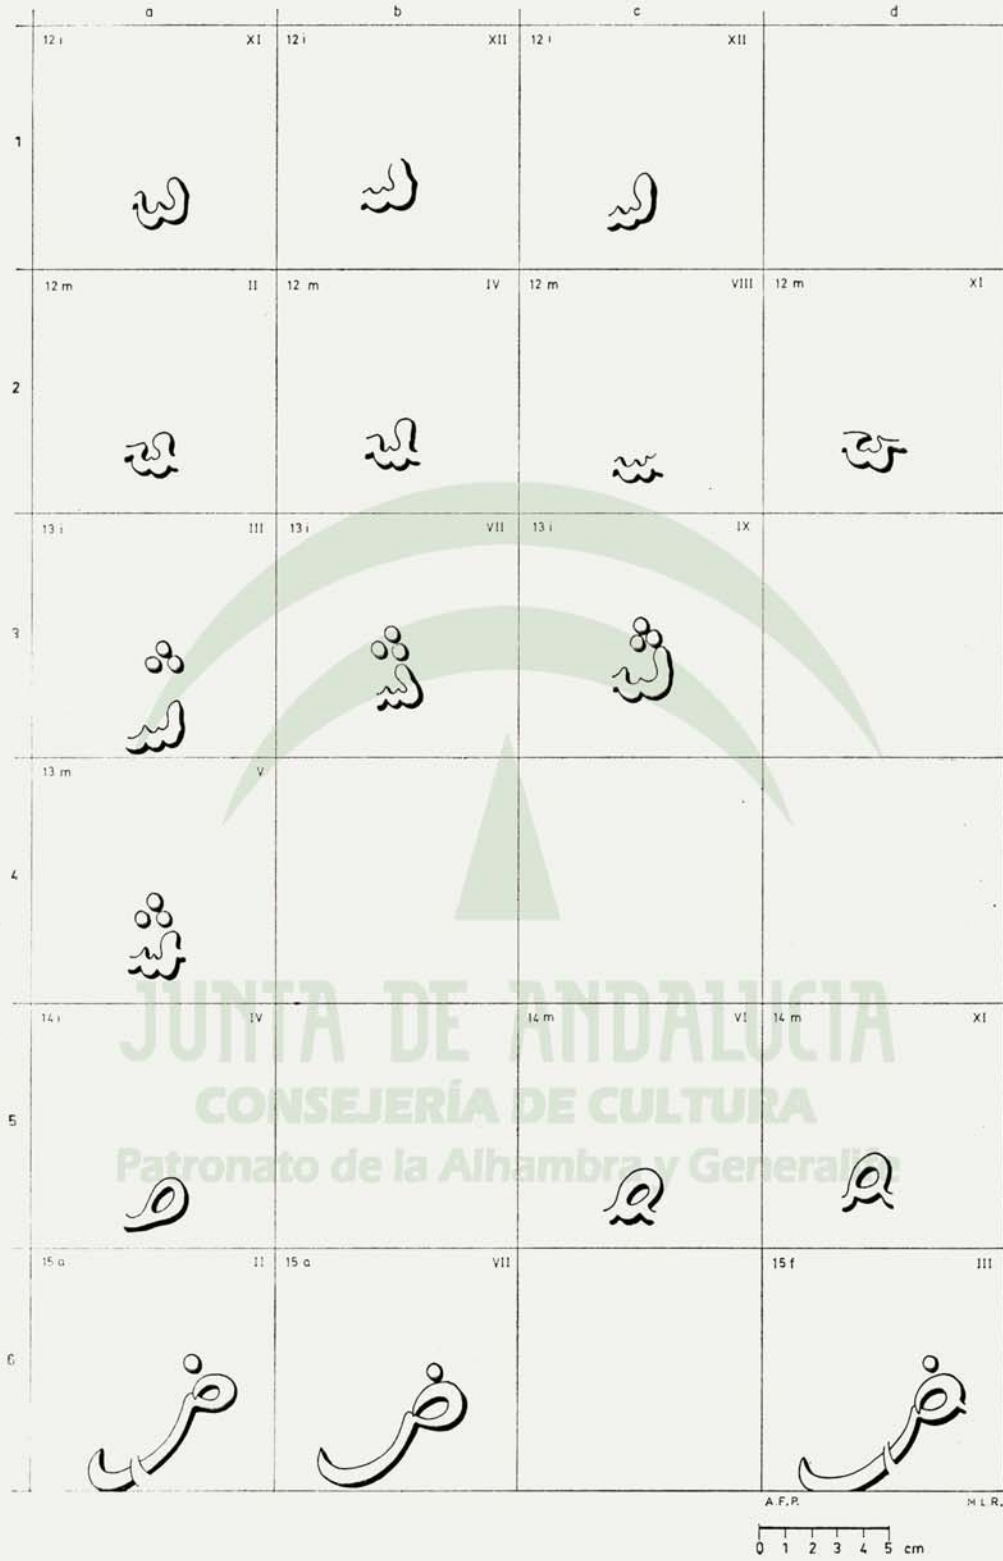 a b c d
12 i XI 12 i XII 12 i XII
1
12 m II 12 m IV 12 m VIII 12 m XI
2
13 i III 13 i VII 13 i IX
3
13 m V
4
JUNTA DE ANDALUCIA
14 i IV 14 m VI 14 m XI
CONSEJERÍA DE CULTURA
5
Patronato de la Alhambra y Generalife
15 a II 15 a VII 15 f III
6
ض ض ض
A.F.P. M L R.
0 1 2 3 4 5 cm